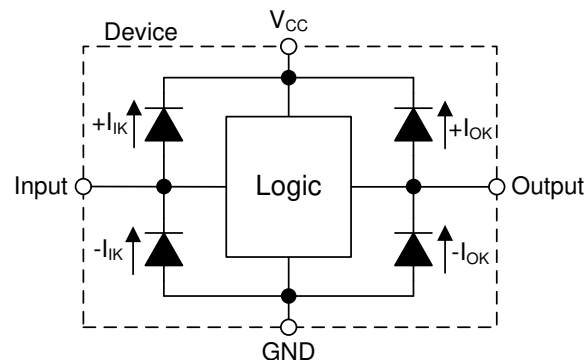 Device
V_CC
+I_IK
+I_OK
Input
Logic
Output
-I_IK
-I_OK
GND